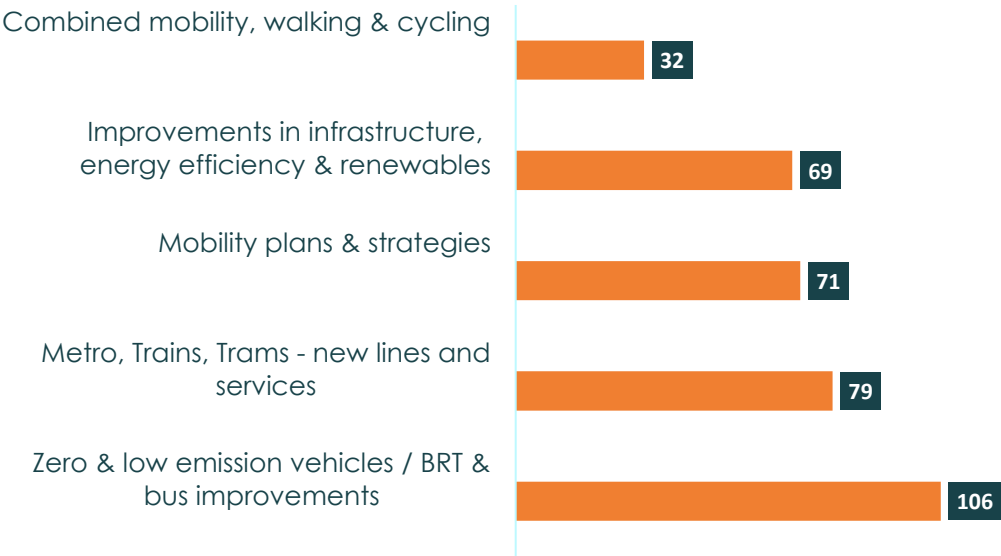 Combined mobility, walking & cycling
32
Improvements in infrastructure,
energy efficiency & renewables
69
Mobility plans & strategies
71
Metro, Trains, Trams - new lines and
services
79
Zero & low emission vehicles / BRT &
bus improvements
106